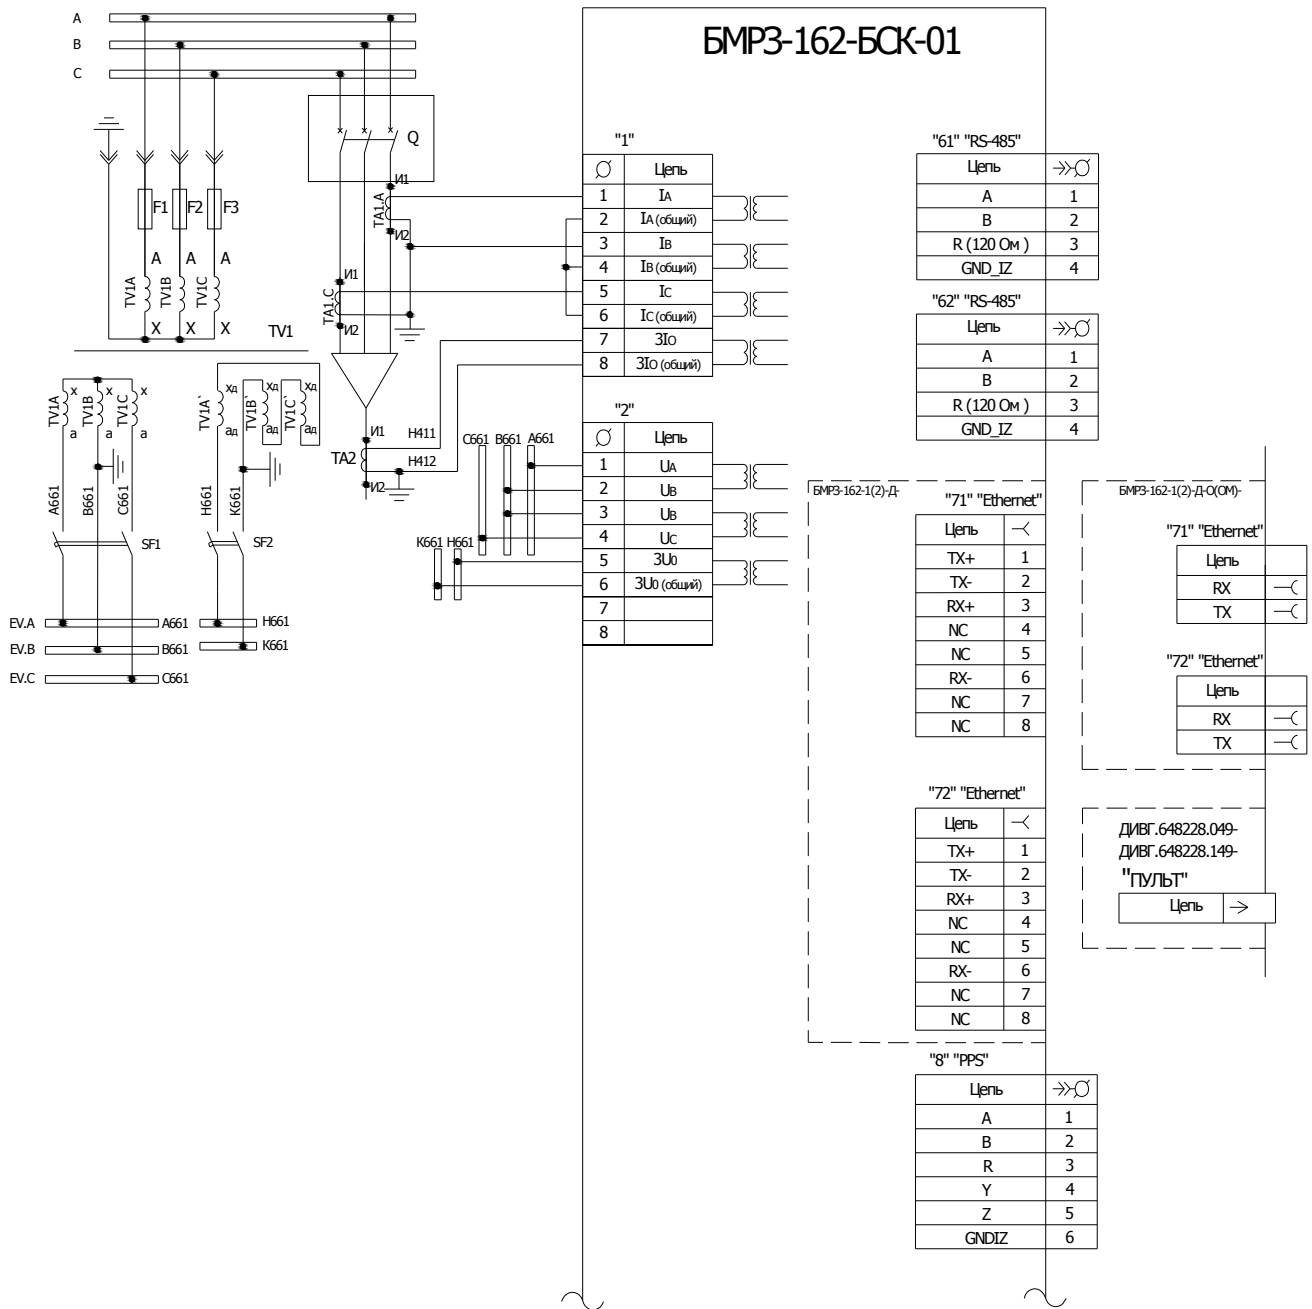 БМРЗ-162-БСК-01
A
B
C
Q
F1
F2
F3
A
A
A
TV1A
TV1B
TV1C
X
X
X
TV1
И1
TA1.A
И2
И1
TA1.C
И2
И1
TA2
И2
H411
H412
TV1A
TV1B
TV1C
x
x
x
a
a
a
TV1A`
TV1B`
TV1C`
xд
xд
xд
aд
aд
aд
A661
B661
C661
H661
K661
SF1
SF2
EV.A
A661
EV.B
B661
EV.C
C661
H661
K661
C661
B661
A661
K661
H661
"1"
Цепь
1 IA
2 IA (общий)
3 IB
4 IB (общий)
5 IC
6 IC (общий)
7 3IO
8 3IO (общий)
"2"
Цепь
1 UA
2 UB
3 UB
4 UC
5 3U0
6 3U0 (общий)
7
8
"61" "RS-485"
Цепь
A 1
B 2
R (120 Ом ) 3
GND_IZ 4
"62" "RS-485"
Цепь
A 1
B 2
R (120 Ом ) 3
GND_IZ 4
БМРЗ-162-1(2)-Д-
"71" "Ethernet"
Цепь
TX+ 1
TX- 2
RX+ 3
NC 4
NC 5
RX- 6
NC 7
NC 8
"72" "Ethernet"
Цепь
TX+ 1
TX- 2
RX+ 3
NC 4
NC 5
RX- 6
NC 7
NC 8
"8" "PPS"
Цепь
A 1
B 2
R 3
Y 4
Z 5
GNDIZ 6
БМРЗ-162-1(2)-Д-О(ОМ)-
"71" "Ethernet"
Цепь
RX
TX
"72" "Ethernet"
Цепь
RX
TX
ДИВГ.648228.049-
ДИВГ.648228.149-
"ПУЛЬТ"
Цепь